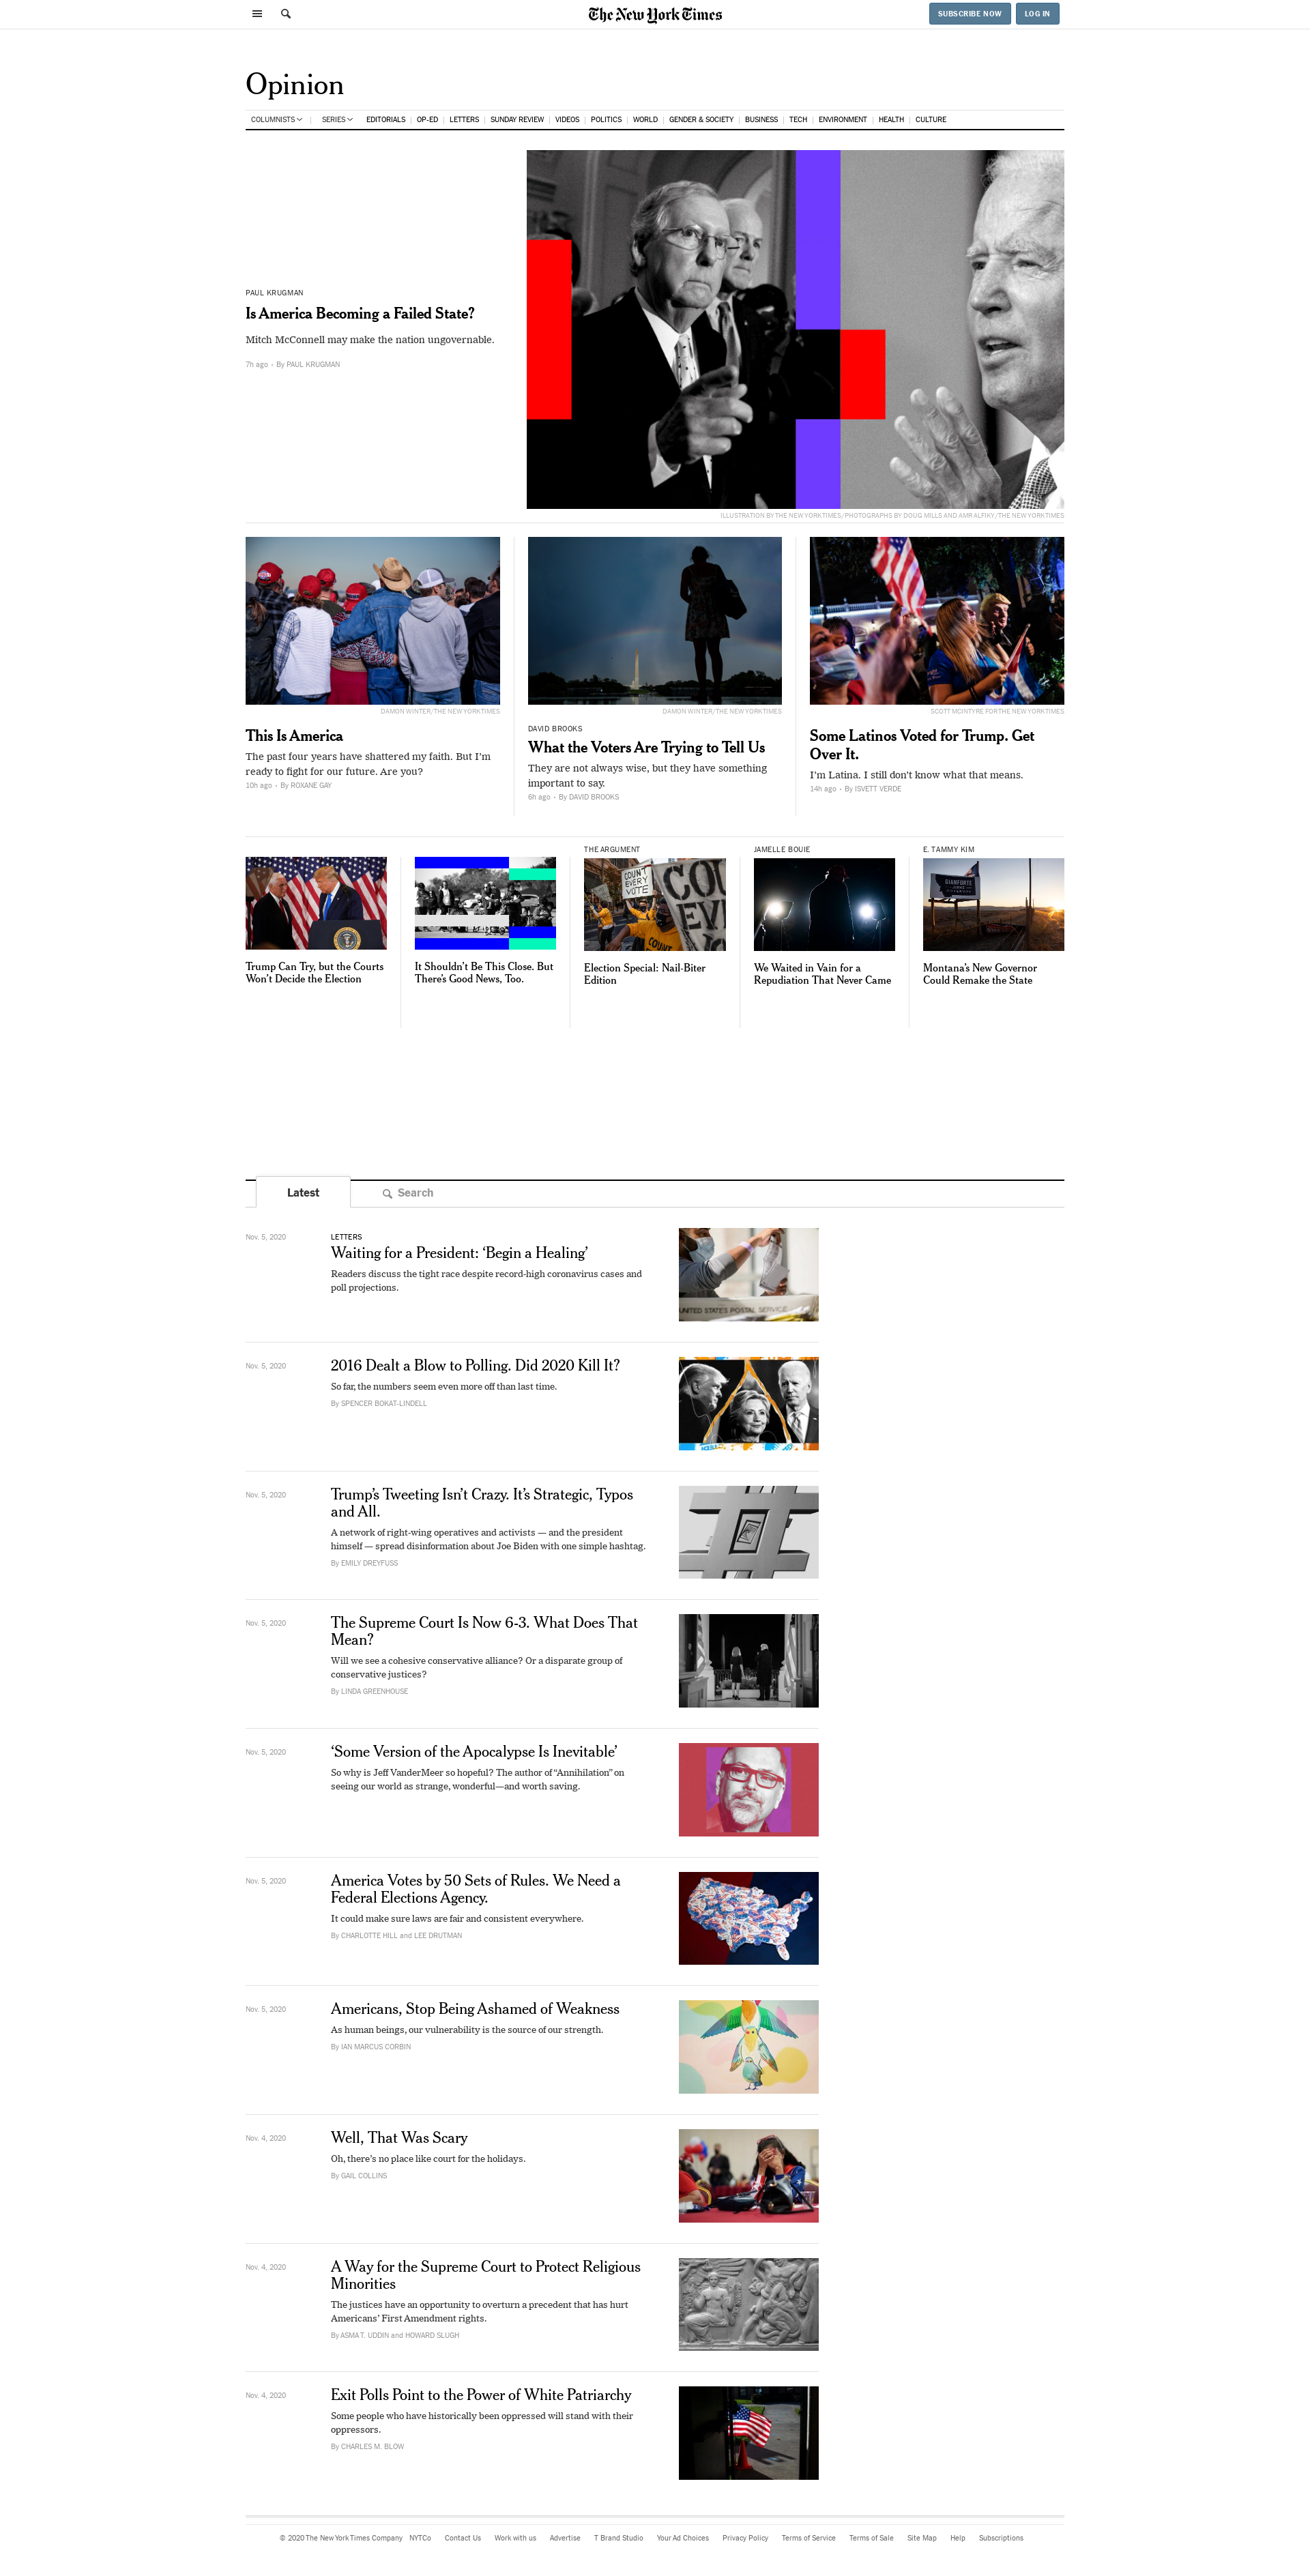 The New York Times
SUBSCRIBE NOW
LOG IN
Opinion
COLUMNISTS
SERIES
EDITORIALS
OP-ED
LETTERS
SUNDAY REVIEW
VIDEOS
POLITICS
WORLD
GENDER & SOCIETY
BUSINESS
TECH
ENVIRONMENT
HEALTH
CULTURE
PAUL KRUGMAN
Is America Becoming a Failed State?
Mitch McConnell may make the nation ungovernable.
7h ago • By PAUL KRUGMAN
ILLUSTRATION BY THE NEW YORK TIMES/PHOTOGRAPHS BY DOUG MILLS AND AMR ALFIKY/THE NEW YORK TIMES
DAMON WINTER/THE NEW YORK TIMES
This Is America
The past four years have shattered my faith. But I'm
ready to fight for our future. Are you?
10h ago • By ROXANE GAY
DAMON WINTER/THE NEW YORK TIMES
DAVID BROOKS
What the Voters Are Trying to Tell Us
They are not always wise, but they have something
important to say.
6h ago • By DAVID BROOKS
SCOTT MCINTYRE FOR THE NEW YORK TIMES
Some Latinos Voted for Trump. Get
Over It.
I'm Latina. I still don't know what that means.
14h ago • By ISVETT VERDE
Trump Can Try, but the Courts
Won't Decide the Election
It Shouldn't Be This Close. But
There's Good News, Too.
THE ARGUMENT
COUNT
EVERY
VOTE
COUNT
Election Special: Nail-Biter
Edition
JAMELLE BOUIE
We Waited in Vain for a
Repudiation That Never Came
E. TAMMY KIM
GIANFORTE
Montana's New Governor
Could Remake the State
Latest
Search
Nov. 5, 2020
LETTERS
Waiting for a President: 'Begin a Healing'
Readers discuss the tight race despite record-high coronavirus cases and
poll projections.
UNITED STATES POSTAL SERVICE
Nov. 5, 2020
2016 Dealt a Blow to Polling. Did 2020 Kill It?
So far, the numbers seem even more off than last time.
By SPENCER BOKAT-LINDELL
Nov. 5, 2020
Trump's Tweeting Isn't Crazy. It's Strategic, Typos
and All.
A network of right-wing operatives and activists — and the president
himself — spread disinformation about Joe Biden with one simple hashtag.
By EMILY DREYFUSS
Nov. 5, 2020
The Supreme Court Is Now 6-3. What Does That
Mean?
Will we see a cohesive conservative alliance? Or a disparate group of
conservative justices?
By LINDA GREENHOUSE
Nov. 5, 2020
'Some Version of the Apocalypse Is Inevitable'
So why is Jeff VanderMeer so hopeful? The author of "Annihilation" on
seeing our world as strange, wonderful—and worth saving.
Nov. 5, 2020
America Votes by 50 Sets of Rules. We Need a
Federal Elections Agency.
It could make sure laws are fair and consistent everywhere.
By CHARLOTTE HILL and LEE DRUTMAN
Nov. 5, 2020
Americans, Stop Being Ashamed of Weakness
As human beings, our vulnerability is the source of our strength.
By IAN MARCUS CORBIN
Nov. 4, 2020
Well, That Was Scary
Oh, there's no place like court for the holidays.
By GAIL COLLINS
Nov. 4, 2020
A Way for the Supreme Court to Protect Religious
Minorities
The justices have an opportunity to overturn a precedent that has hurt
Americans' First Amendment rights.
By ASMA T. UDDIN and HOWARD SLUGH
Nov. 4, 2020
Exit Polls Point to the Power of White Patriarchy
Some people who have historically been oppressed will stand with their
oppressors.
By CHARLES M. BLOW
© 2020 The New York Times Company NYTCo Contact Us Work with us Advertise T Brand Studio Your Ad Choices Privacy Policy Terms of Service Terms of Sale Site Map Help Subscriptions